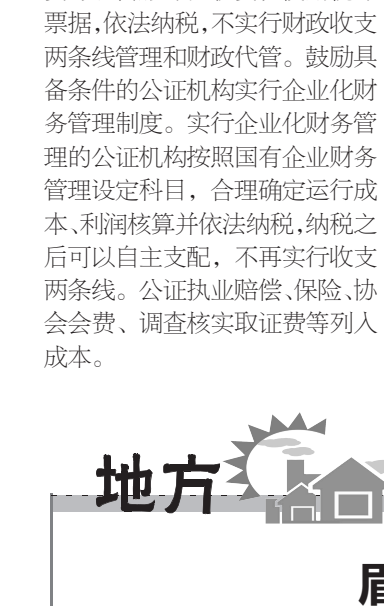 票据,依法纳税,不实行财政收支
两条线管理和财政代管。鼓励具
备条件的公证机构实行企业化财
务管理制度。实行企业化财务管
理的公证机构按照国有企业财务
管理设定科目，合理确定运行成
本、利润核算并依法纳税,纳税之
后可以自主支配，不再实行收支
两条线。公证执业赔偿、保险、协
会会费、调查核实取证费等列入
成本。
地方